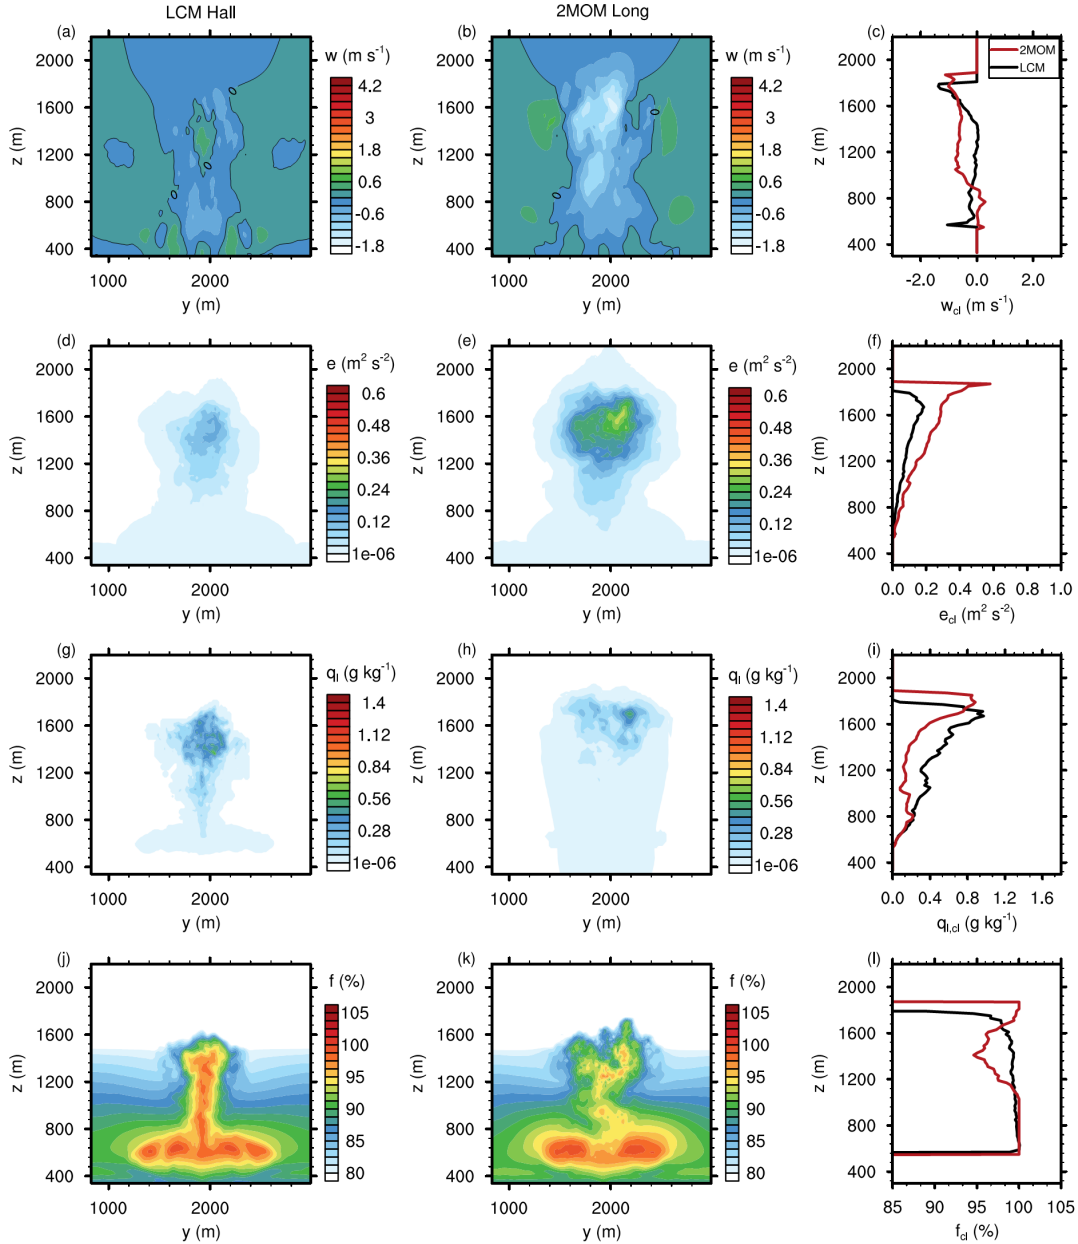 LCM Hall
2MOM Long
(a)
w (m s⁻¹)
2000
1600
1200
800
400
z (m)
1000
2000
y (m)
4.2
3
1.8
0.6
-0.6
-1.8
(b)
w (m s⁻¹)
2000
1600
1200
800
400
z (m)
1000
2000
y (m)
4.2
3
1.8
0.6
-0.6
-1.8
(c)
2MOM
LCM
2000
1600
1200
800
400
z (m)
-2.0
0.0
2.0
w_cl (m s⁻¹)
(d)
e (m² s⁻²)
2000
1600
1200
800
400
z (m)
1000
2000
y (m)
0.6
0.48
0.36
0.24
0.12
1e-06
(e)
e (m² s⁻²)
2000
1600
1200
800
400
z (m)
1000
2000
y (m)
0.6
0.48
0.36
0.24
0.12
1e-06
(f)
2000
1600
1200
800
400
z (m)
0.0
0.2
0.4
0.6
0.8
1.0
e_cl (m² s⁻²)
(g)
q_l (g kg⁻¹)
2000
1600
1200
800
400
z (m)
1000
2000
y (m)
1.4
1.12
0.84
0.56
0.28
1e-06
(h)
q_l (g kg⁻¹)
2000
1600
1200
800
400
z (m)
1000
2000
y (m)
1.4
1.12
0.84
0.56
0.28
1e-06
(i)
2000
1600
1200
800
400
z (m)
0.0
0.4
0.8
1.2
1.6
q_l,cl (g kg⁻¹)
(j)
f (%)
2000
1600
1200
800
400
z (m)
1000
2000
y (m)
105
100
95
90
85
80
(k)
f (%)
2000
1600
1200
800
400
z (m)
1000
2000
y (m)
105
100
95
90
85
80
(l)
2000
1600
1200
800
400
z (m)
85
90
95
100
105
f_cl (%)